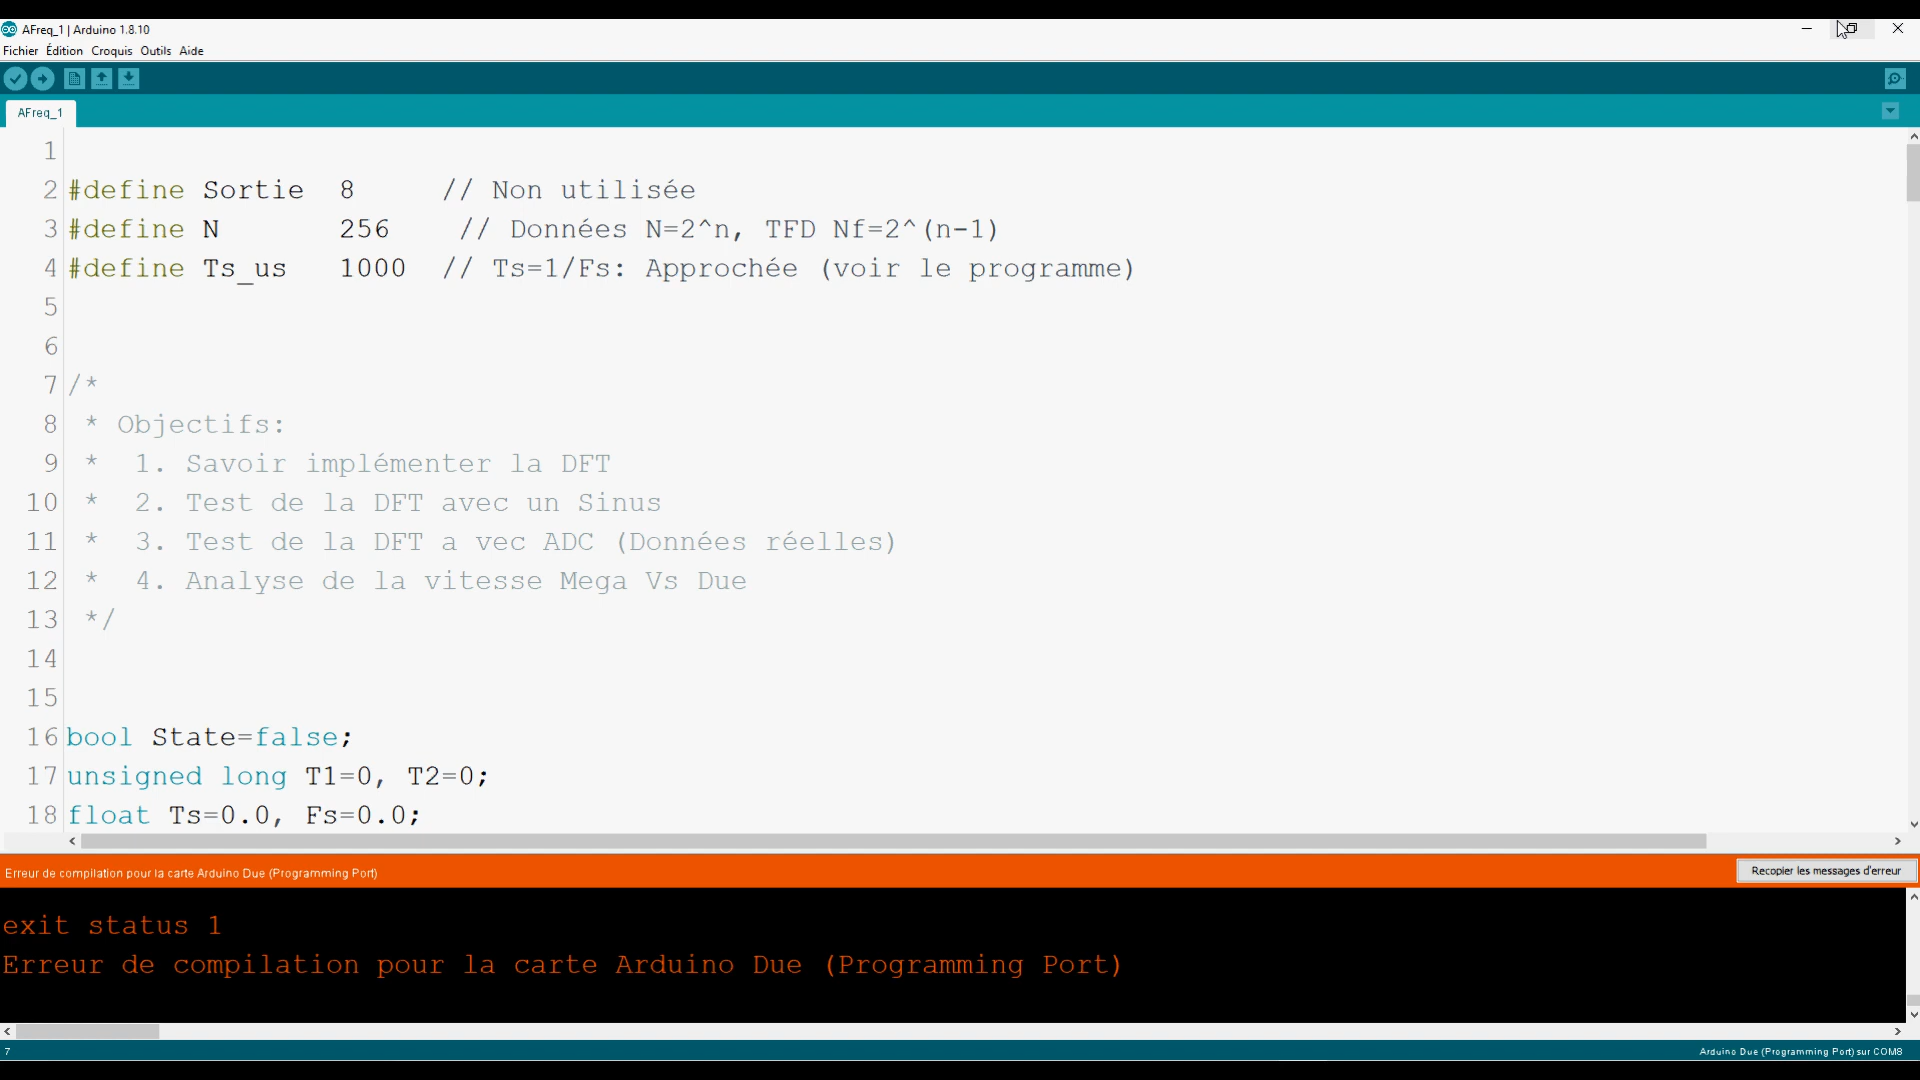 AFreq_1 | Arduino 1.8.10
Fichier Édition Croquis Outils Aide
AFreq_1
1
2 #define Sortie 8 // Non utilisée
3 #define N 256 // Données N=2^n, TFD Nf=2^(n-1)
4 #define Ts_us 1000 // Ts=1/Fs: Approchée (voir le programme)
5
6
7 /*
8 * Objectifs:
9 * 1. Savoir implémenter la DFT
10 * 2. Test de la DFT avec un Sinus
11 * 3. Test de la DFT a vec ADC (Données réelles)
12 * 4. Analyse de la vitesse Mega Vs Due
13 */
14
15
16 bool State=false;
17 unsigned long T1=0, T2=0;
18 float Ts=0.0, Fs=0.0;
Erreur de compilation pour la carte Arduino Due (Programming Port)
Recopier les messages d'erreur
exit status 1
Erreur de compilation pour la carte Arduino Due (Programming Port)
7
Arduino Due (Programming Port) sur COM8